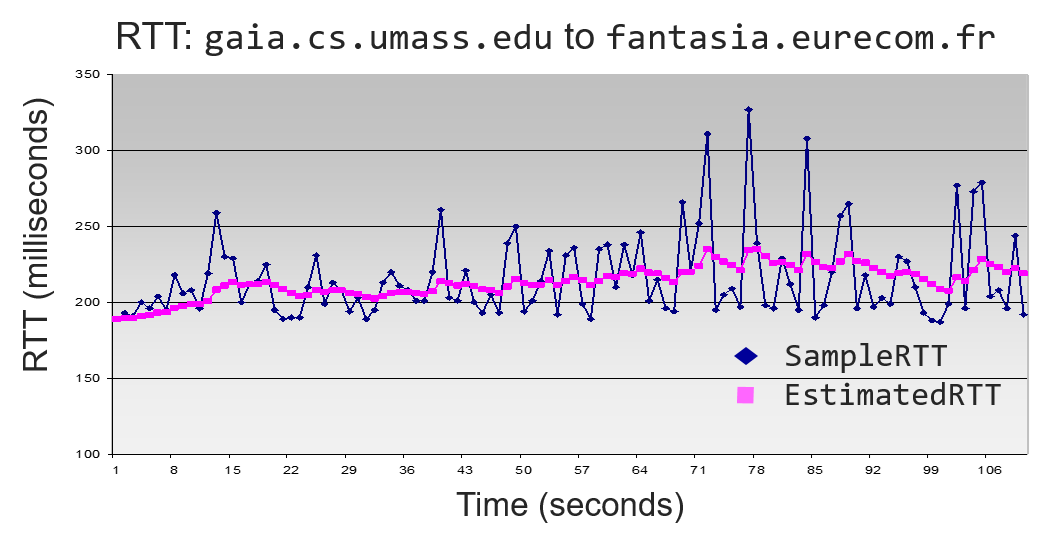 RTT: gaia.cs.umass.edu to fantasia.eurecom.fr
RTT (milliseconds)
350
300
250
200
150
100
SampleRTT
EstimatedRTT
1 8 15 22 29 36 43 50 57 64 71 78 85 92 99 106
Time (seconds)